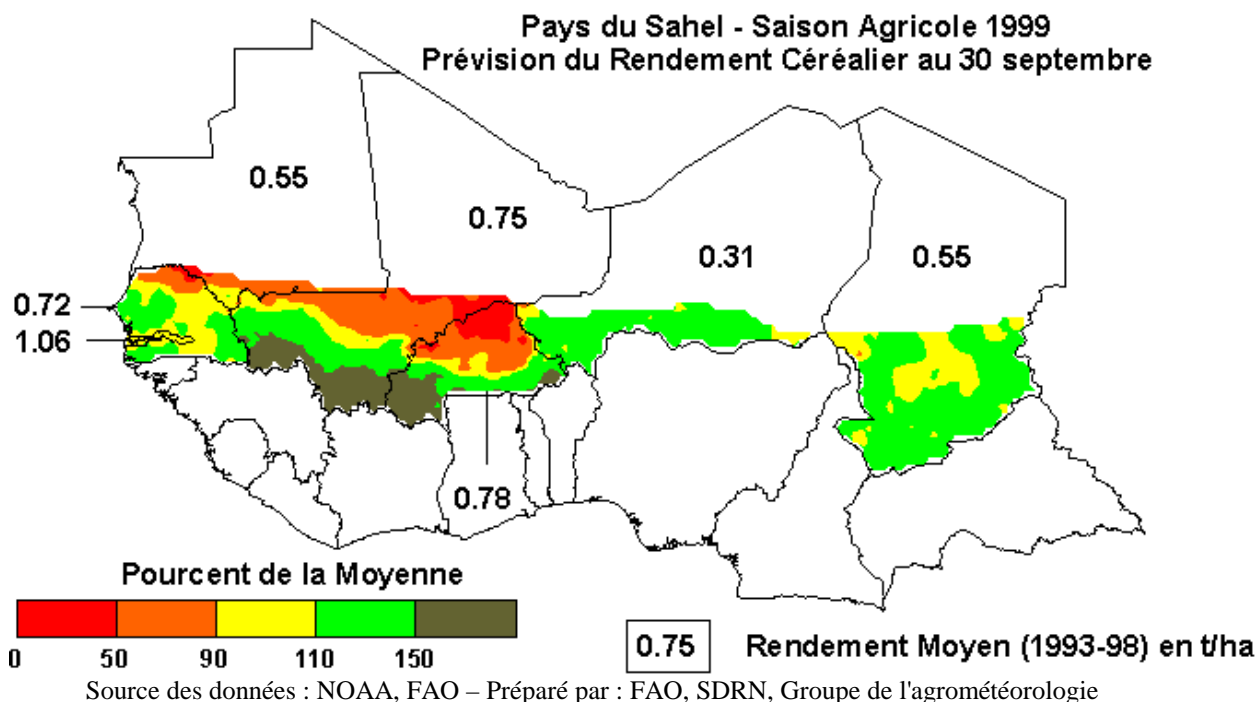 Pays du Sahel - Saison Agricole 1999
Prévision du Rendement Céréalier au 30 septembre
0.55
0.75
0.31
0.55
0.72
1.06
0.78
Pourcent de la Moyenne
0 50 90 110 150
0.75 Rendement Moyen (1993-98) en t/ha
Source des données : NOAA, FAO – Préparé par : FAO, SDRN, Groupe de l'agrométéorologie